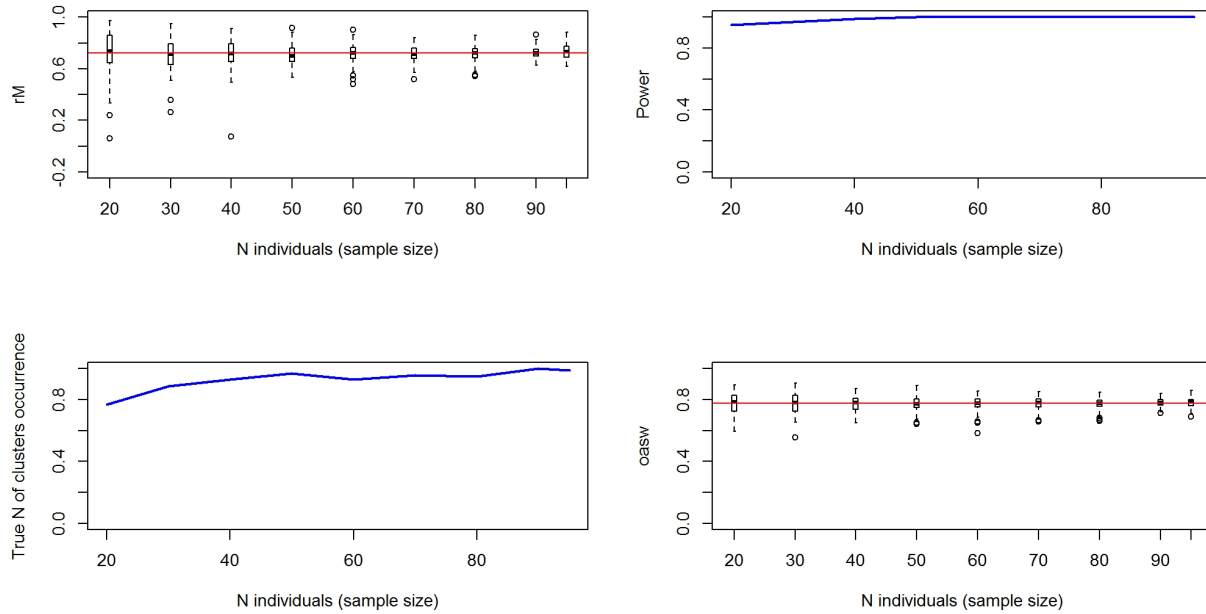 rM
1.0
0.6
0.2
-0.2
20 30 40 50 60 70 80 90
N individuals (sample size)
Power
0.8
0.4
0.0
20 40 60 80
N individuals (sample size)
True N of clusters occurrence
0.8
0.4
0.0
20 40 60 80
N individuals (sample size)
oasw
0.8
0.4
0.0
20 30 40 50 60 70 80 90
N individuals (sample size)